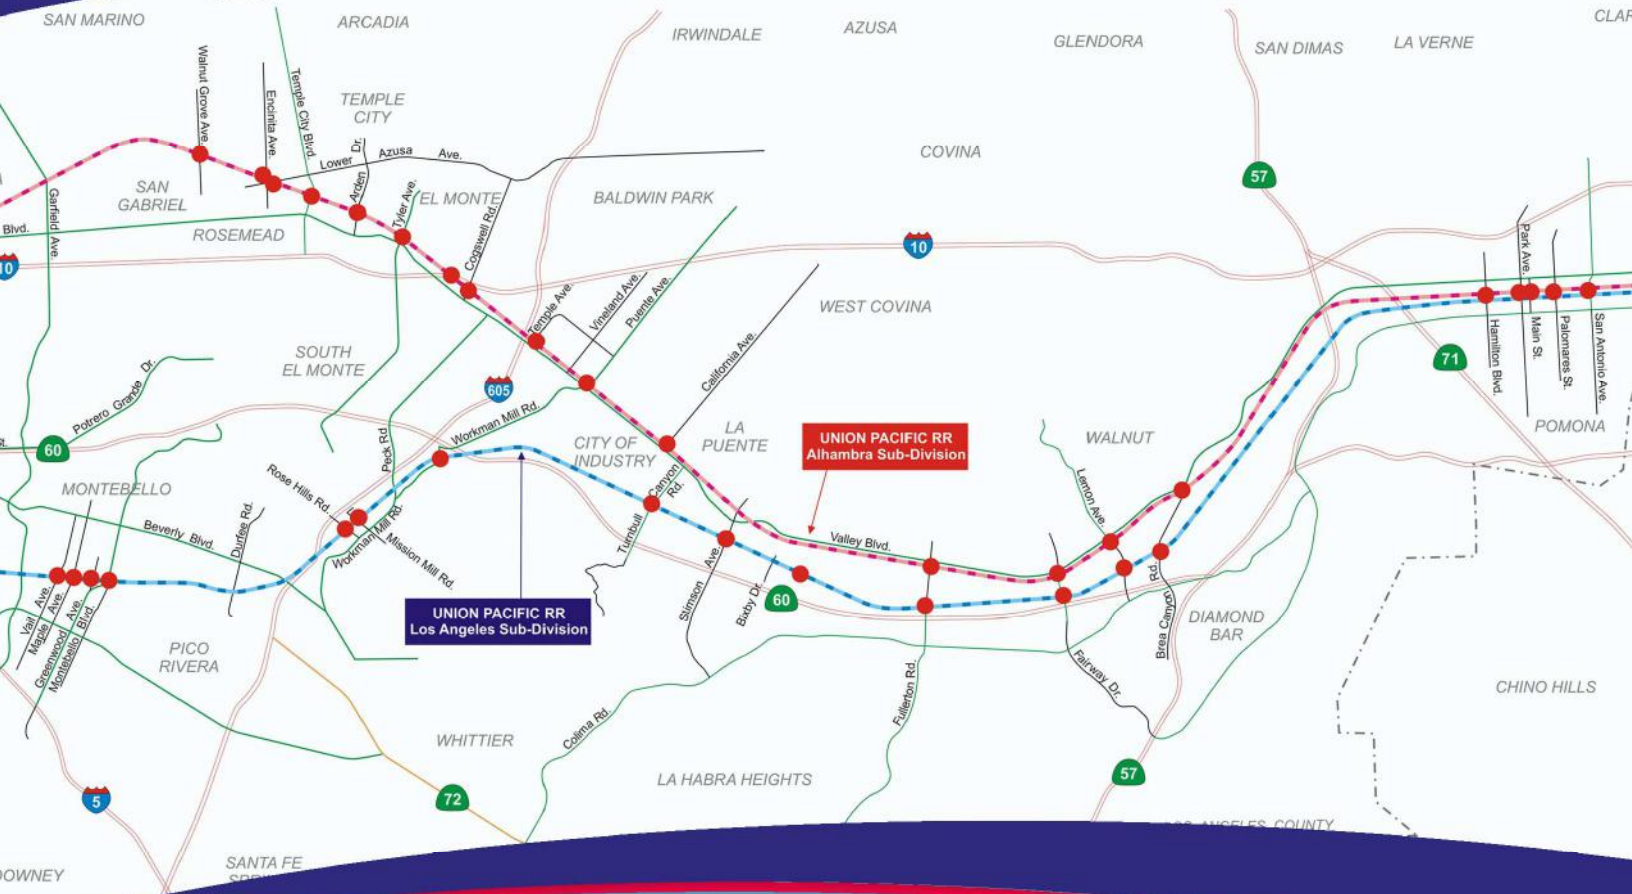 SAN MARINO
ARCADIA
IRWINDALE
AZUSA
GLENDORA
SAN DIMAS
LA VERNE
Walnut Grove Ave.
Encinita Ave.
Temple City Blvd.
TEMPLE
CITY
Lower Azusa Ave.
Arden Dr.
COVINA
57
SAN
GABRIEL
Tyler Ave.
EL MONTE
Cogswell Rd.
BALDWIN PARK
Garfield Ave
Blvd.
ROSEMEAD
10
10
Park Ave.
Temple Ave.
Vineland Ave.
Puente Ave.
WEST COVINA
SOUTH
EL MONTE
California Ave.
Hamilton Blvd.
Main St.
Palomares St.
San Antonio Ave.
71
Potrero Grande Dr.
605
Workman Mill Rd.
Peck Rd
CITY OF
INDUSTRY
LA
PUENTE
UNION PACIFIC RR
Alhambra Sub-Division
WALNUT
POMONA
St.
60
MONTEBELLO
Rose Hills Rd.
Turnbull Canyon Rd.
Lemon Ave.
Beverly Blvd.
Durfee Rd.
Workman Mill Rd.
Mission Mill Rd.
Valley Blvd.
Vail Ave.
Maple Ave.
Greenwood Ave.
Montebello Blvd.
UNION PACIFIC RR
Los Angeles Sub-Division
Stimson Ave.
Bixby Dr.
60
Brea Canyon Rd.
DIAMOND
BAR
PICO
RIVERA
Fairway Dr.
Fullerton Rd.
CHINO HILLS
Colima Rd.
WHITTIER
LA HABRA HEIGHTS
57
5
72
ANGELES COUNTY
SANTA FE
DOWNEY